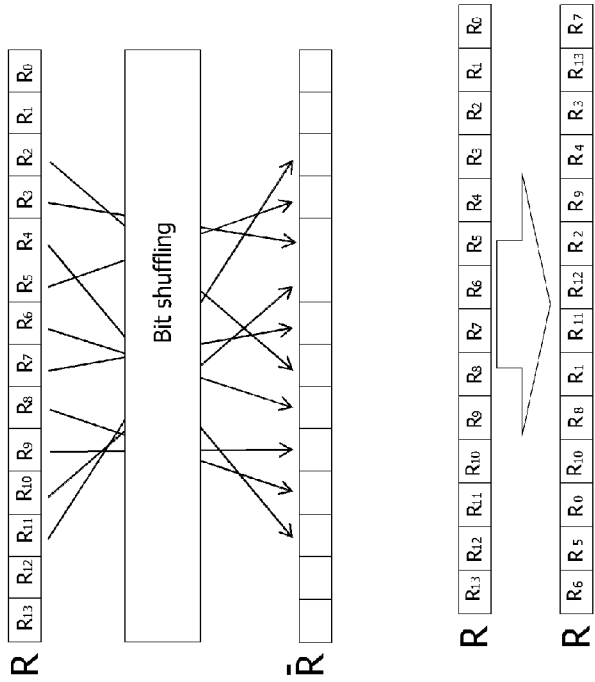 R R13 R12 R11 R10 R9 R8 R7 R6 R5 R4 R3 R2 R1 R0
Bit shuffling
R̄
R R13 R12 R11 R10 R9 R8 R7 R6 R5 R4 R3 R2 R1 R0
R R6 R5 R0 R10 R8 R1 R11 R12 R2 R9 R4 R3 R13 R7